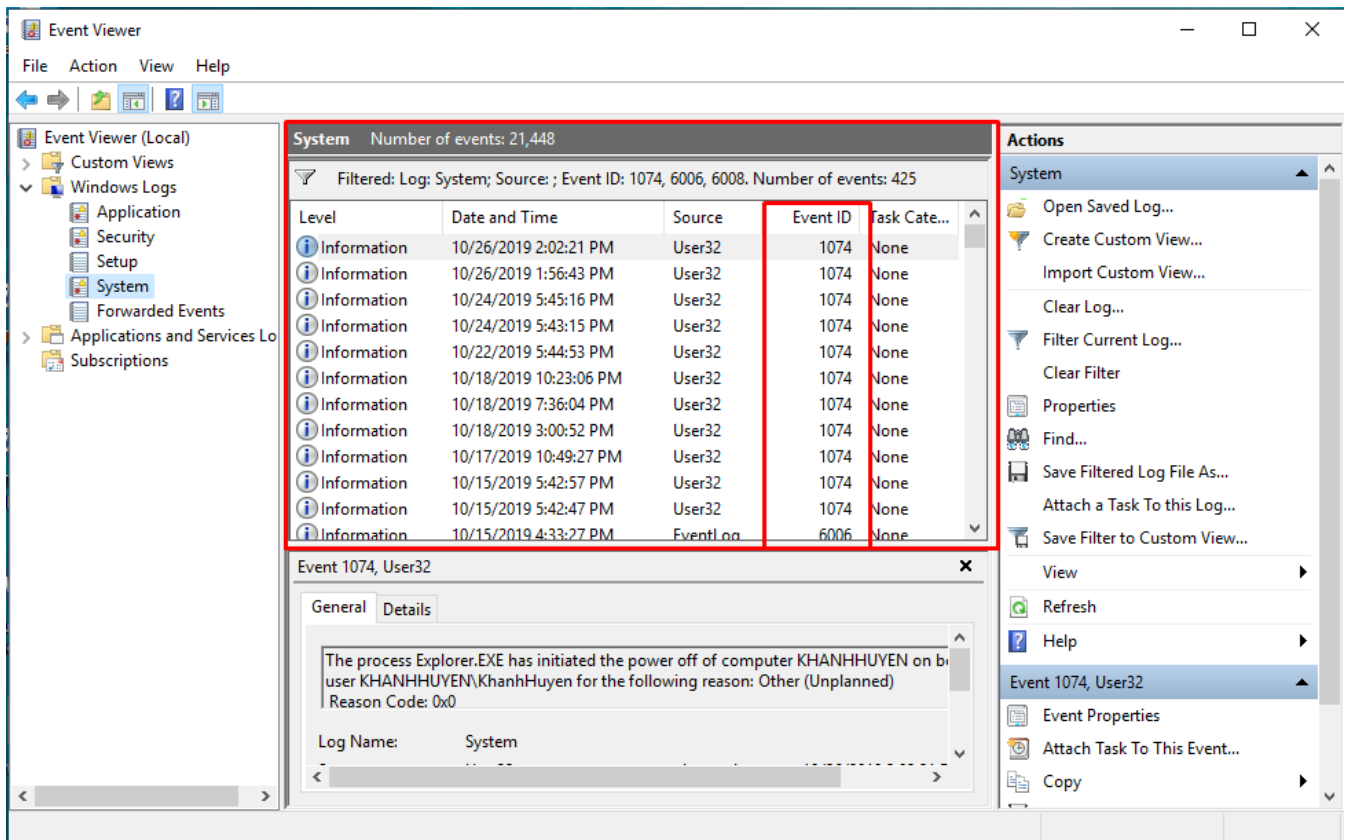 Event Viewer
File Action View Help
Event Viewer (Local)
Custom Views
Windows Logs
Application
Security
Setup
System
Forwarded Events
Applications and Services Lo
Subscriptions
System Number of events: 21,448
Filtered: Log: System; Source: ; Event ID: 1074, 6006, 6008. Number of events: 425
Level Date and Time Source Event ID Task Cate...
Information 10/26/2019 2:02:21 PM User32 1074 None
Information 10/26/2019 1:56:43 PM User32 1074 None
Information 10/24/2019 5:45:16 PM User32 1074 None
Information 10/24/2019 5:43:15 PM User32 1074 None
Information 10/22/2019 5:44:53 PM User32 1074 None
Information 10/18/2019 10:23:06 PM User32 1074 None
Information 10/18/2019 7:36:04 PM User32 1074 None
Information 10/18/2019 3:00:52 PM User32 1074 None
Information 10/17/2019 10:49:27 PM User32 1074 None
Information 10/15/2019 5:42:57 PM User32 1074 None
Information 10/15/2019 5:42:47 PM User32 1074 None
Information 10/15/2019 4:33:27 PM EventLog 6006 None
Event 1074, User32
General Details
The process Explorer.EXE has initiated the power off of computer KHANHHUYEN on
user KHANHHUYEN\KhanhHuyen for the following reason: Other (Unplanned)
Reason Code: 0x0
Log Name: System
Actions
System
Open Saved Log...
Create Custom View...
Import Custom View...
Clear Log...
Filter Current Log...
Clear Filter
Properties
Find...
Save Filtered Log File As...
Attach a Task To this Log...
Save Filter to Custom View...
View
Refresh
Help
Event 1074, User32
Event Properties
Attach Task To This Event...
Copy